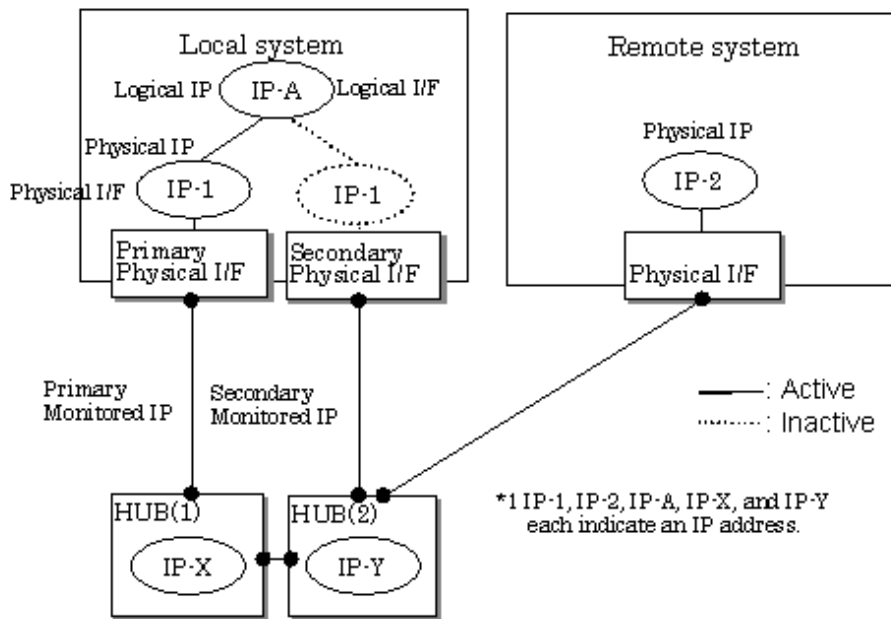 Local system
Logical IP
IP-A
Logical I/F
Physical IP
Physical I/F
IP-1
IP-1
Primary
Physical I/F
Secondary
Physical I/F
Remote system
Physical IP
IP-2
Physical I/F
Primary
Monitored IP
Secondary
Monitored IP
: Active
: Inactive
HUB(1)
IP-X
HUB(2)
IP-Y
*1 IP-1, IP-2, IP-A, IP-X, and IP-Y
each indicate an IP address.